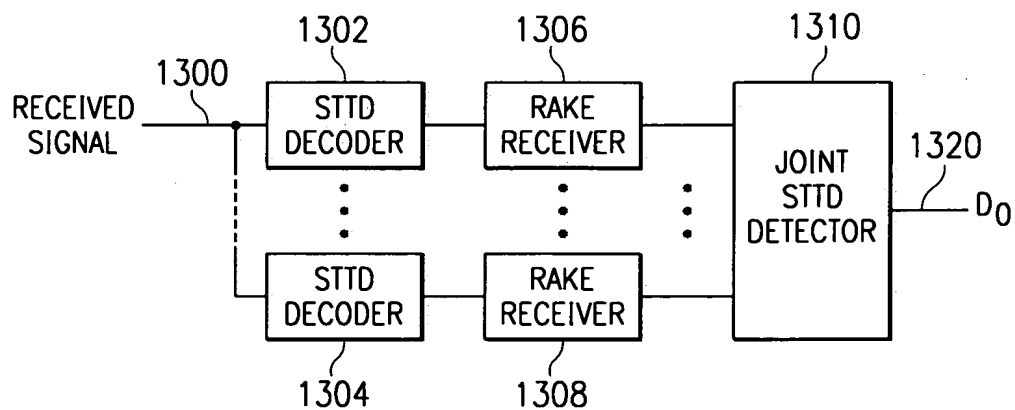 1302
1306
1310
1300
RECEIVED
SIGNAL
STTD
DECODER
RAKE
RECEIVER
JOINT
STTD
DETECTOR
1320
D0
STTD
DECODER
RAKE
RECEIVER
1304
1308